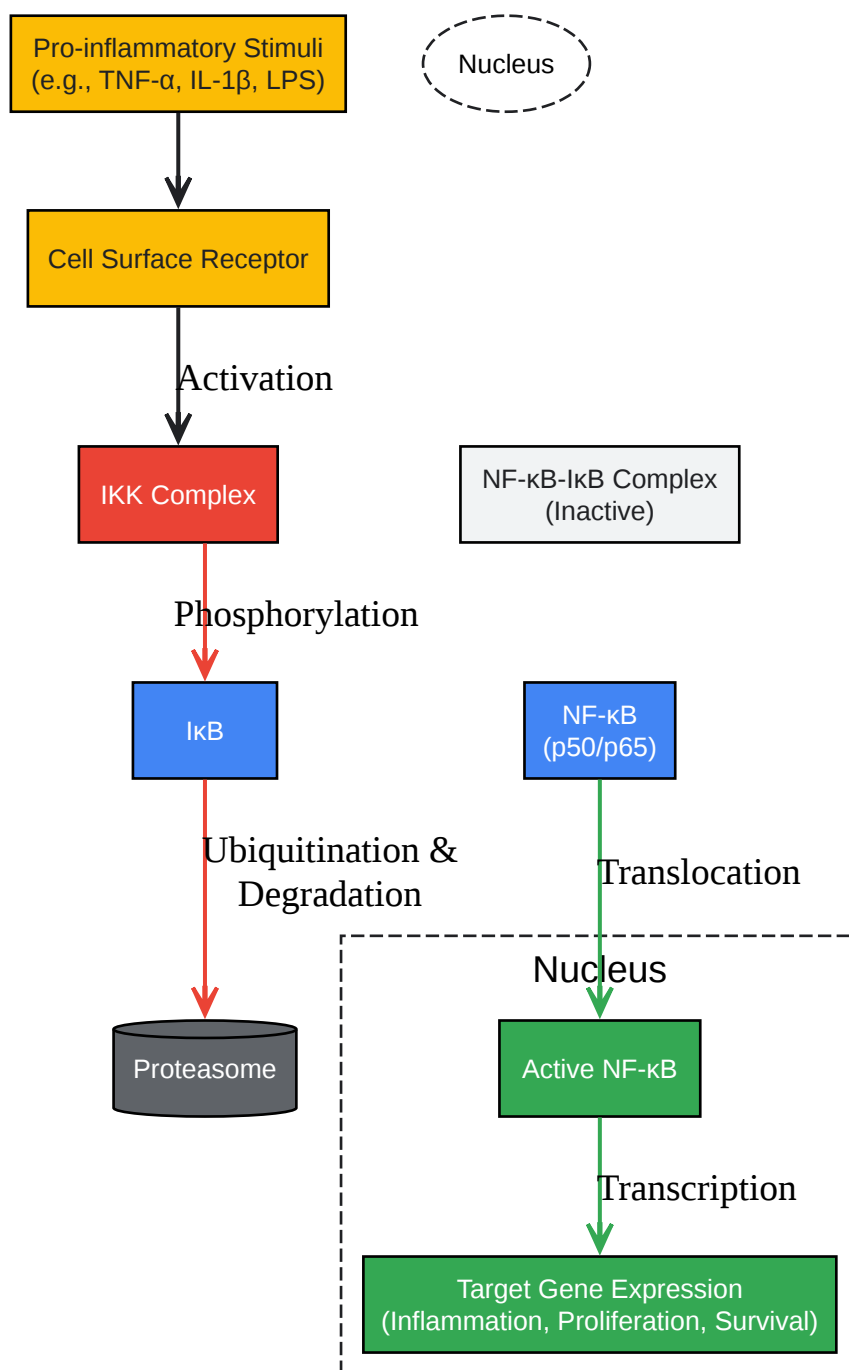 Pro-inflammatory Stimuli
(e.g., TNF-α, IL-1β, LPS)
Nucleus
Cell Surface Receptor
Activation
IKK Complex
NF-κB-IκB Complex
(Inactive)
Phosphorylation
IκB
NF-κB
(p50/p65)
Ubiquitination &
Degradation
Translocation
Nucleus
Proteasome
Active NF-κB
Transcription
Target Gene Expression
(Inflammation, Proliferation, Survival)